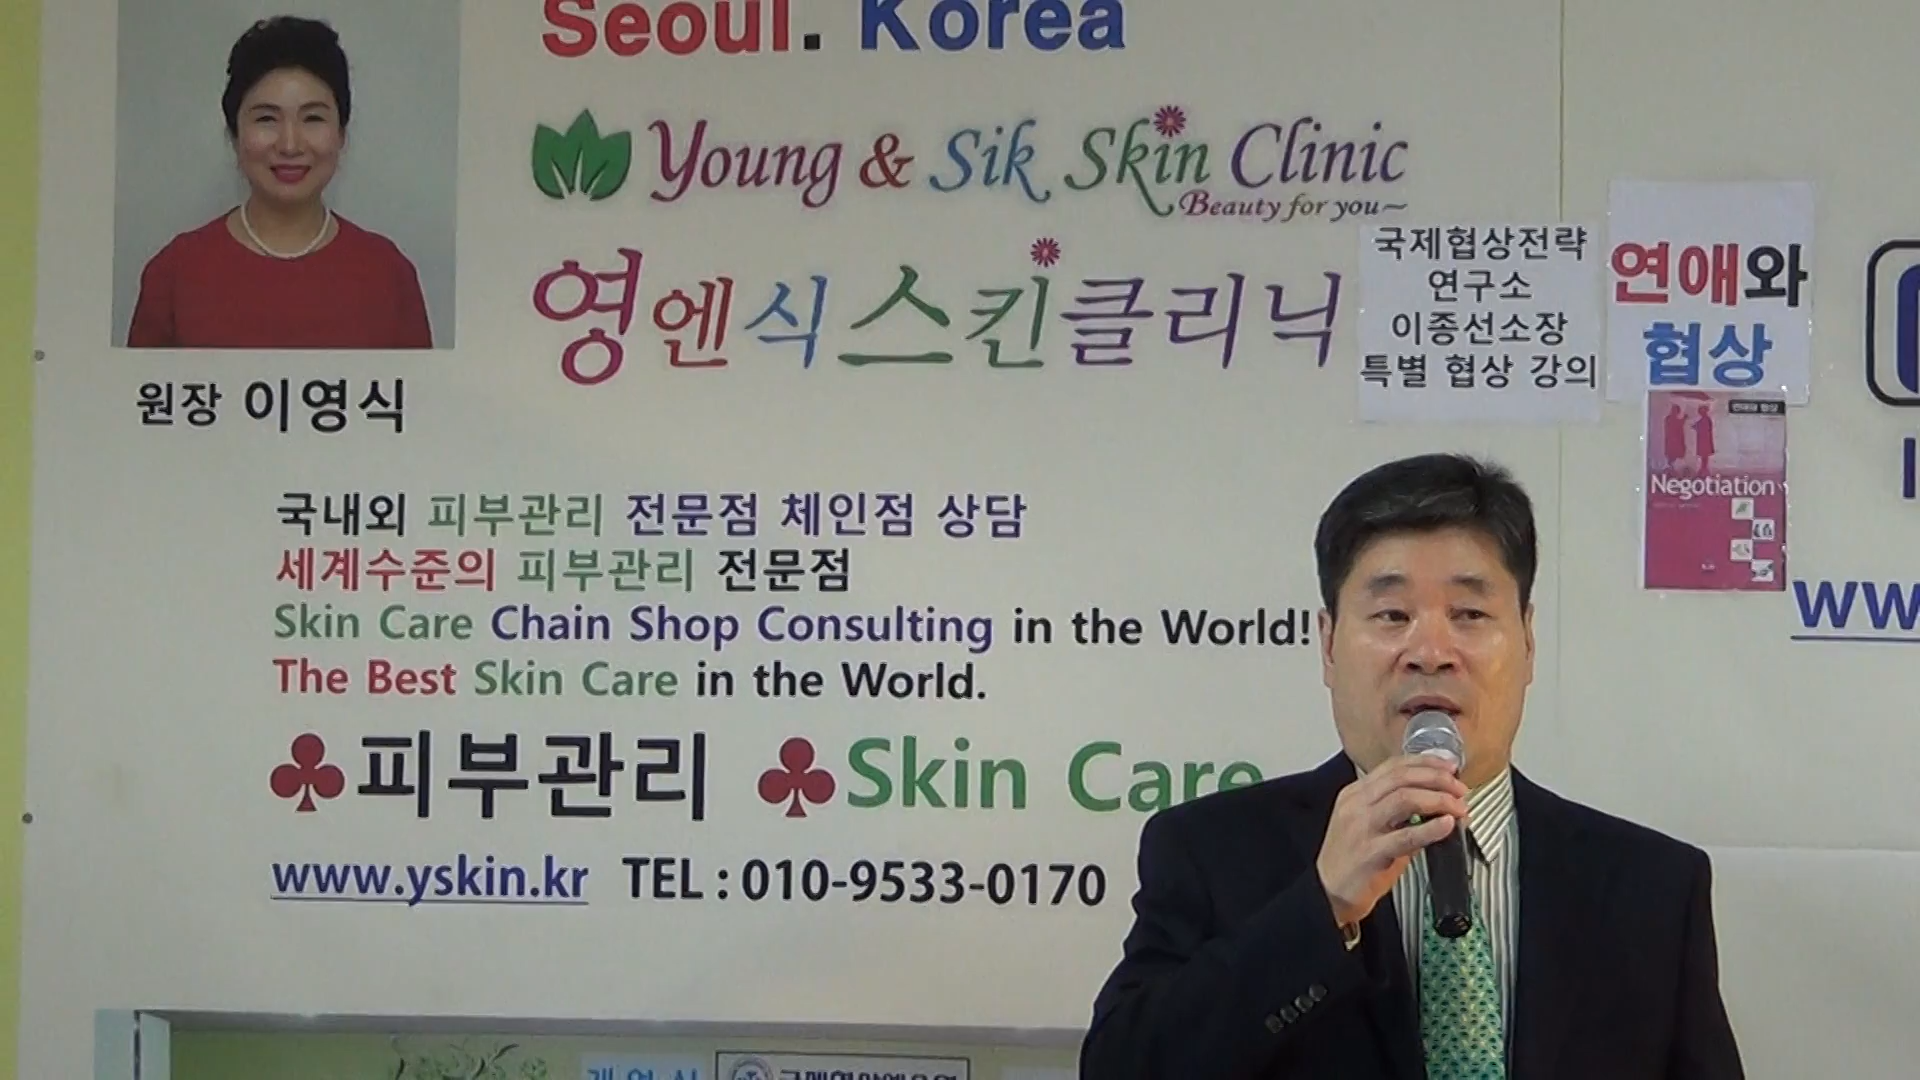 Seoul. Korea
Young & Sik Skin Clinic
Beauty for you~
영엔식스킨클리닉
원장 이영식
국제협상전략
연구소
이종선소장
특별 협상 강의
연애와
협상
연애와 협상
Negotiation
국내외 피부관리 전문점 체인점 상담
세계수준의 피부관리 전문점
Skin Care Chain Shop Consulting in the World!
The Best Skin Care in the World.
♣피부관리 ♣Skin Care
www.yskin.kr TEL : 010-9533-0170